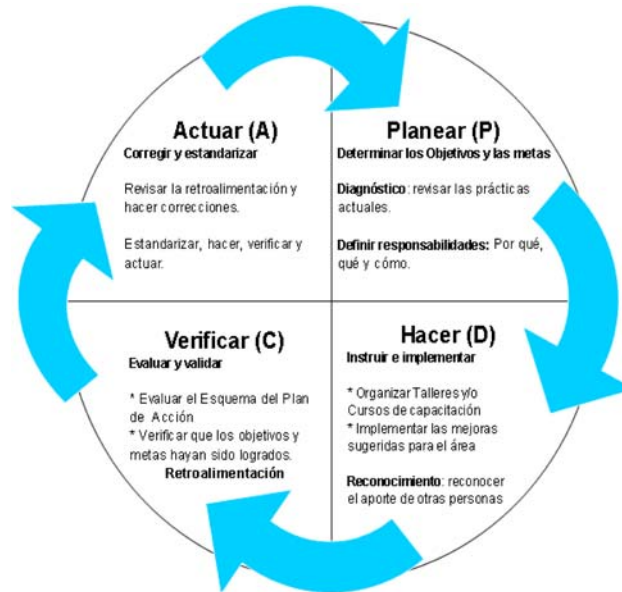 Actuar (A)
Corregir y estandarizar
Revisar la retroalimentación y
hacer correcciones.
Estandarizar, hacer, verificar y
actuar.
Planear (P)
Determinar los Objetivos y las metas
Diagnóstico: revisar las prácticas
actuales.
Definir responsabilidades: Por qué,
qué y cómo.
Verificar (C)
Evaluar y validar
* Evaluar el Esquema del Plan
de Acción
* Verificar que los objetivos y
metas hayan sido logrados.
Retroalimentación
Hacer (D)
Instruir e implementar
* Organizar Talleres y/o
Cursos de capacitación
* Implementar las mejoras
sugeridas para el área
Reconocimiento: reconocer
el aporte de otras personas